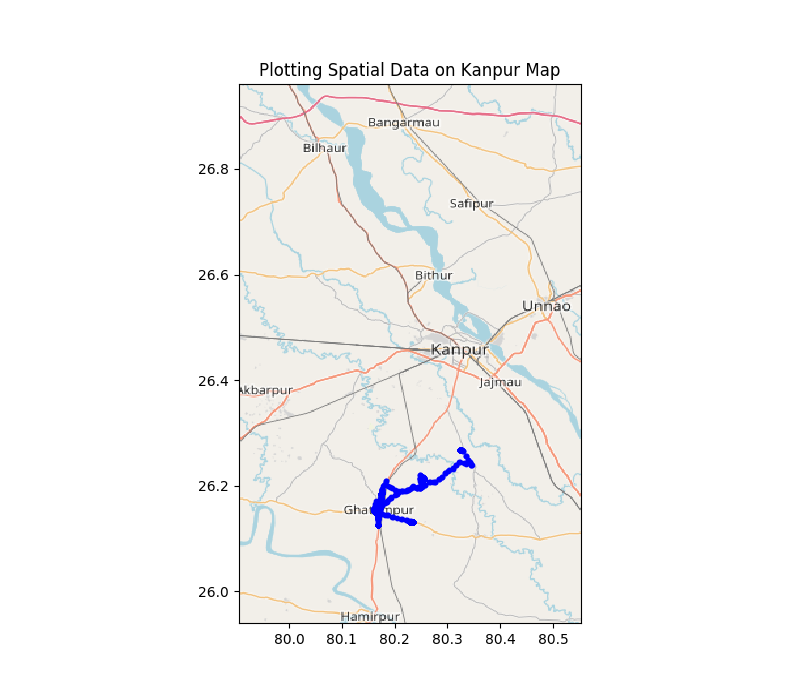 Plotting Spatial Data on Kanpur Map
Bangarmau
Bilhaur
26.8
Safipur
Bithur
26.6
Unnao
Kanpur
26.4
Jajmau
Akbarpur
26.2
26.0
Hamirpur
80.0 80.1 80.2 80.3 80.4 80.5